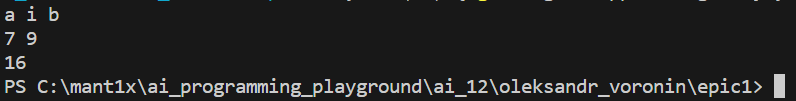 a i b
7 9
16
PS C:\mant1x\ai_programming_playground\ai_12\oleksandr_voronin\epic1>